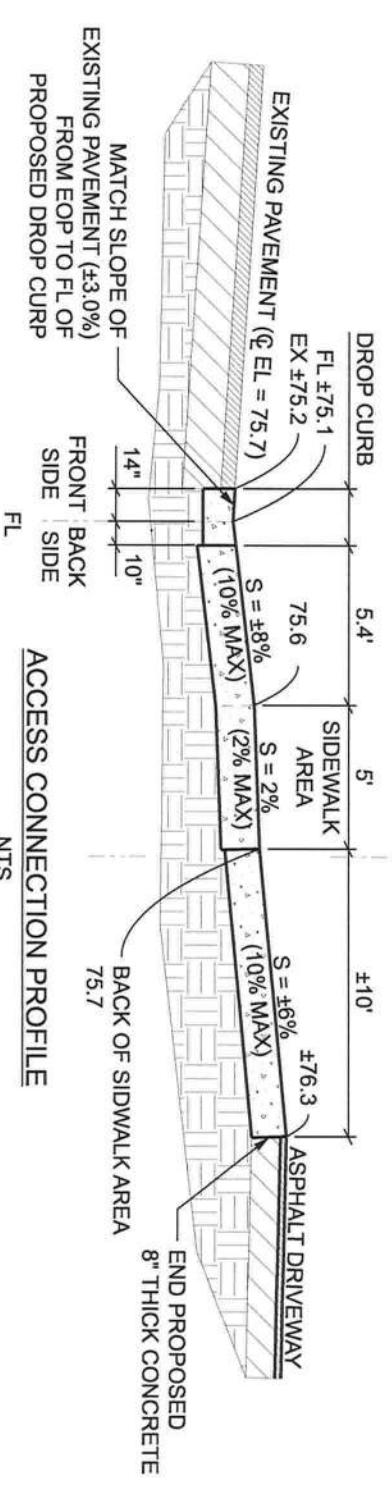 DROP CURB
5.4'
5'
±10'
SIDEWALK
AREA
FL ±75.1
EX ±75.2
EXISTING PAVEMENT (℄ EL = 75.7)
75.6
S = ±8%
(10% MAX)
S = 2%
(2% MAX)
S = ±6%
(10% MAX)
±76.3
ASPHALT DRIVEWAY
MATCH SLOPE OF
EXISTING PAVEMENT (±3.0%)
FROM EOP TO FL OF
PROPOSED DROP CURP
14"
10"
FRONT
SIDE
BACK
SIDE
FL
BACK OF SIDWALK AREA
75.7
END PROPOSED
8" THICK CONCRETE
ACCESS CONNECTION PROFILE
NTS